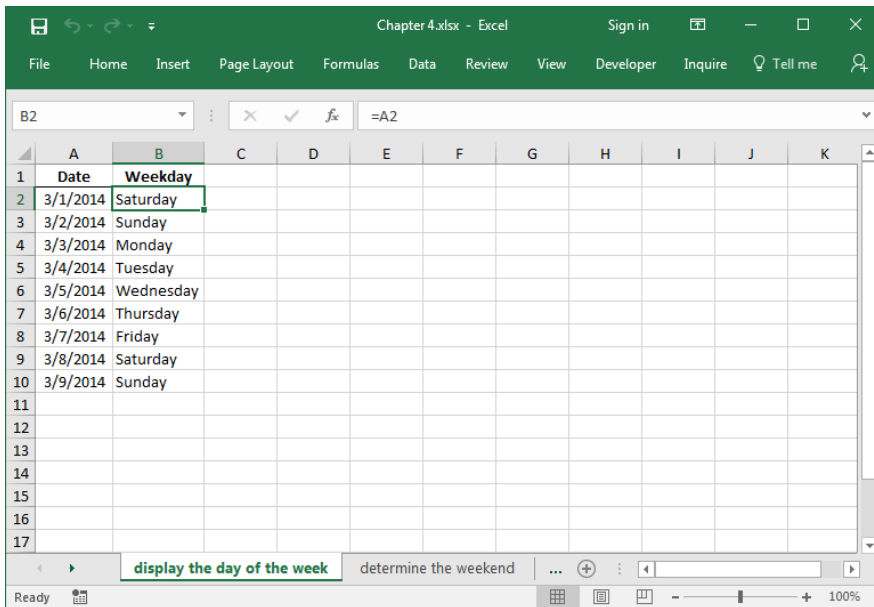 Chapter 4.xlsx - Excel Sign in
File Home Insert Page Layout Formulas Data Review View Developer Inquire Tell me
B2 fx =A2
A B C D E F G H I J K
1 Date Weekday
2 3/1/2014 Saturday
3 3/2/2014 Sunday
4 3/3/2014 Monday
5 3/4/2014 Tuesday
6 3/5/2014 Wednesday
7 3/6/2014 Thursday
8 3/7/2014 Friday
9 3/8/2014 Saturday
10 3/9/2014 Sunday
11
12
13
14
15
16
17
display the day of the week determine the weekend ...
Ready 100%